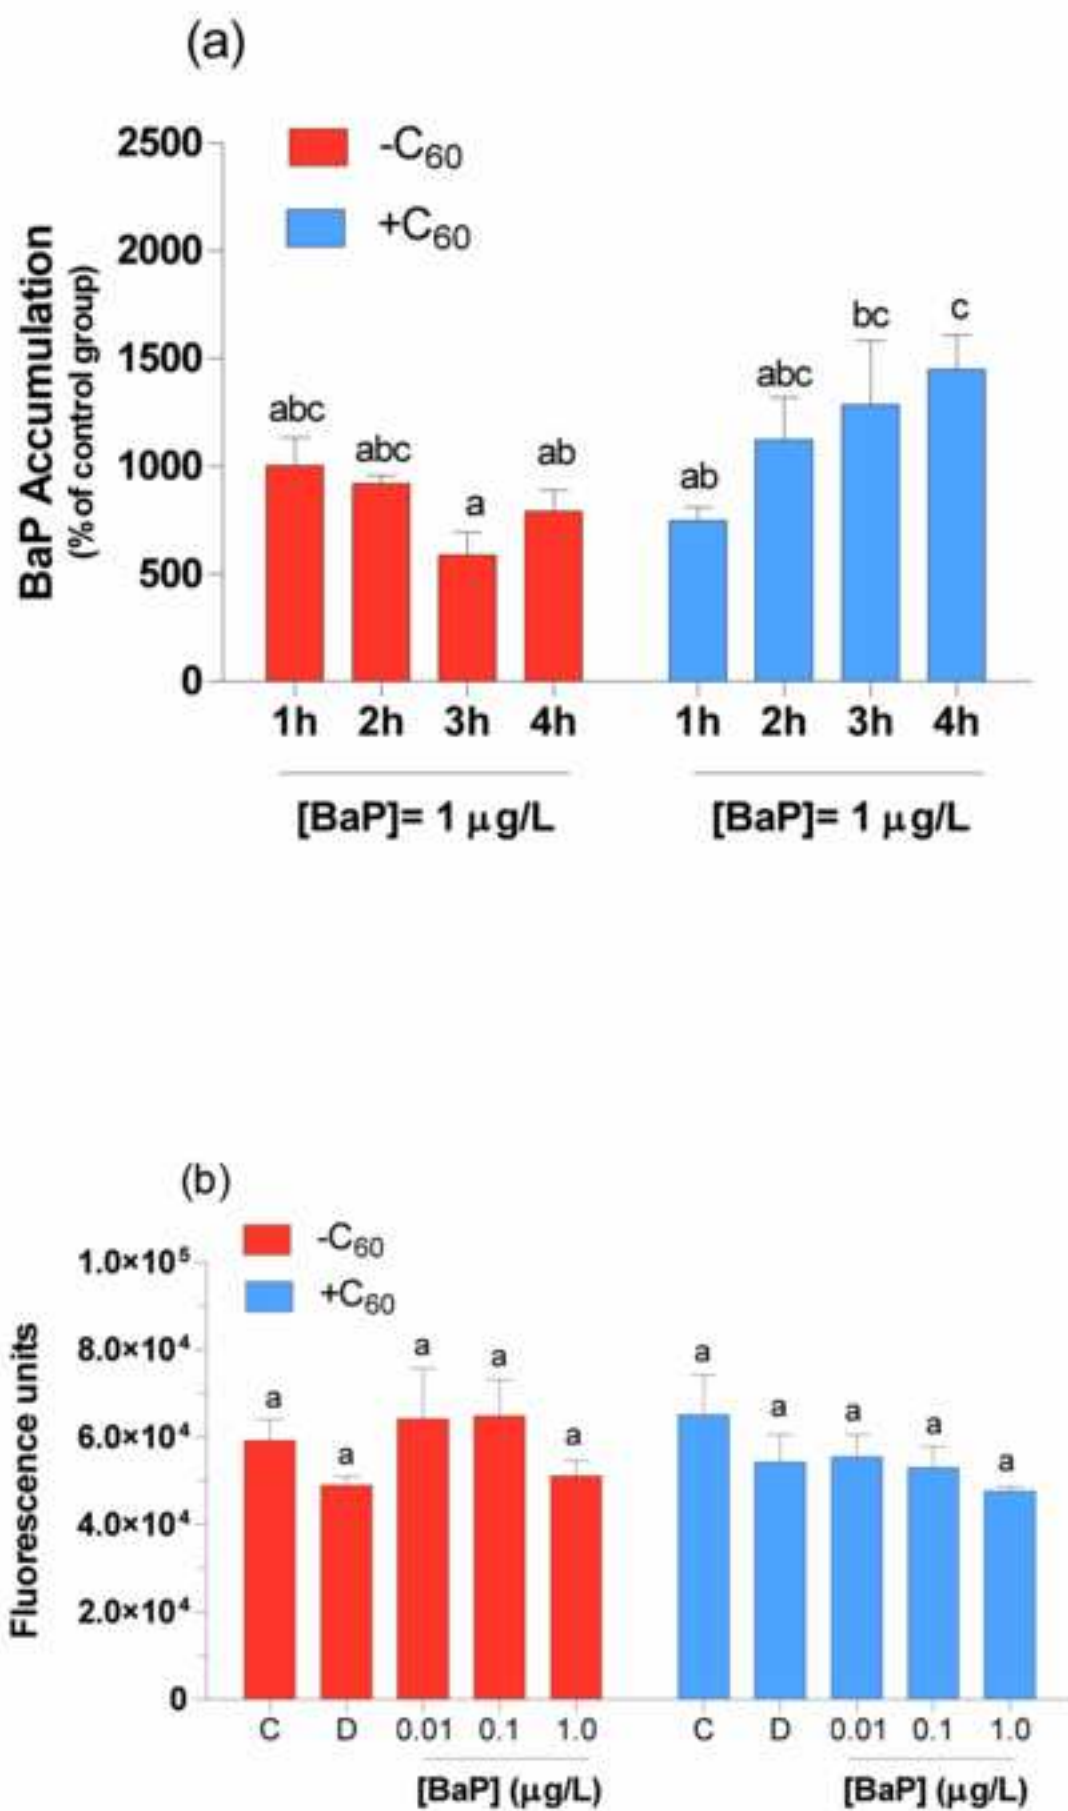 (a)
2500
2000
1500
1000
500
0
BaP Accumulation
(% of control group)
-C₆₀
+C₆₀
abc abc a ab ab abc bc c
1h 2h 3h 4h 1h 2h 3h 4h
[BaP]= 1 µg/L [BaP]= 1 µg/L
(b)
1.0×10⁵
8.0×10⁴
6.0×10⁴
4.0×10⁴
2.0×10⁴
0
Fluorescence units
-C₆₀
+C₆₀
a a a a a a a a a a
C D 0.01 0.1 1.0 C D 0.01 0.1 1.0
[BaP] (µg/L) [BaP] (µg/L)